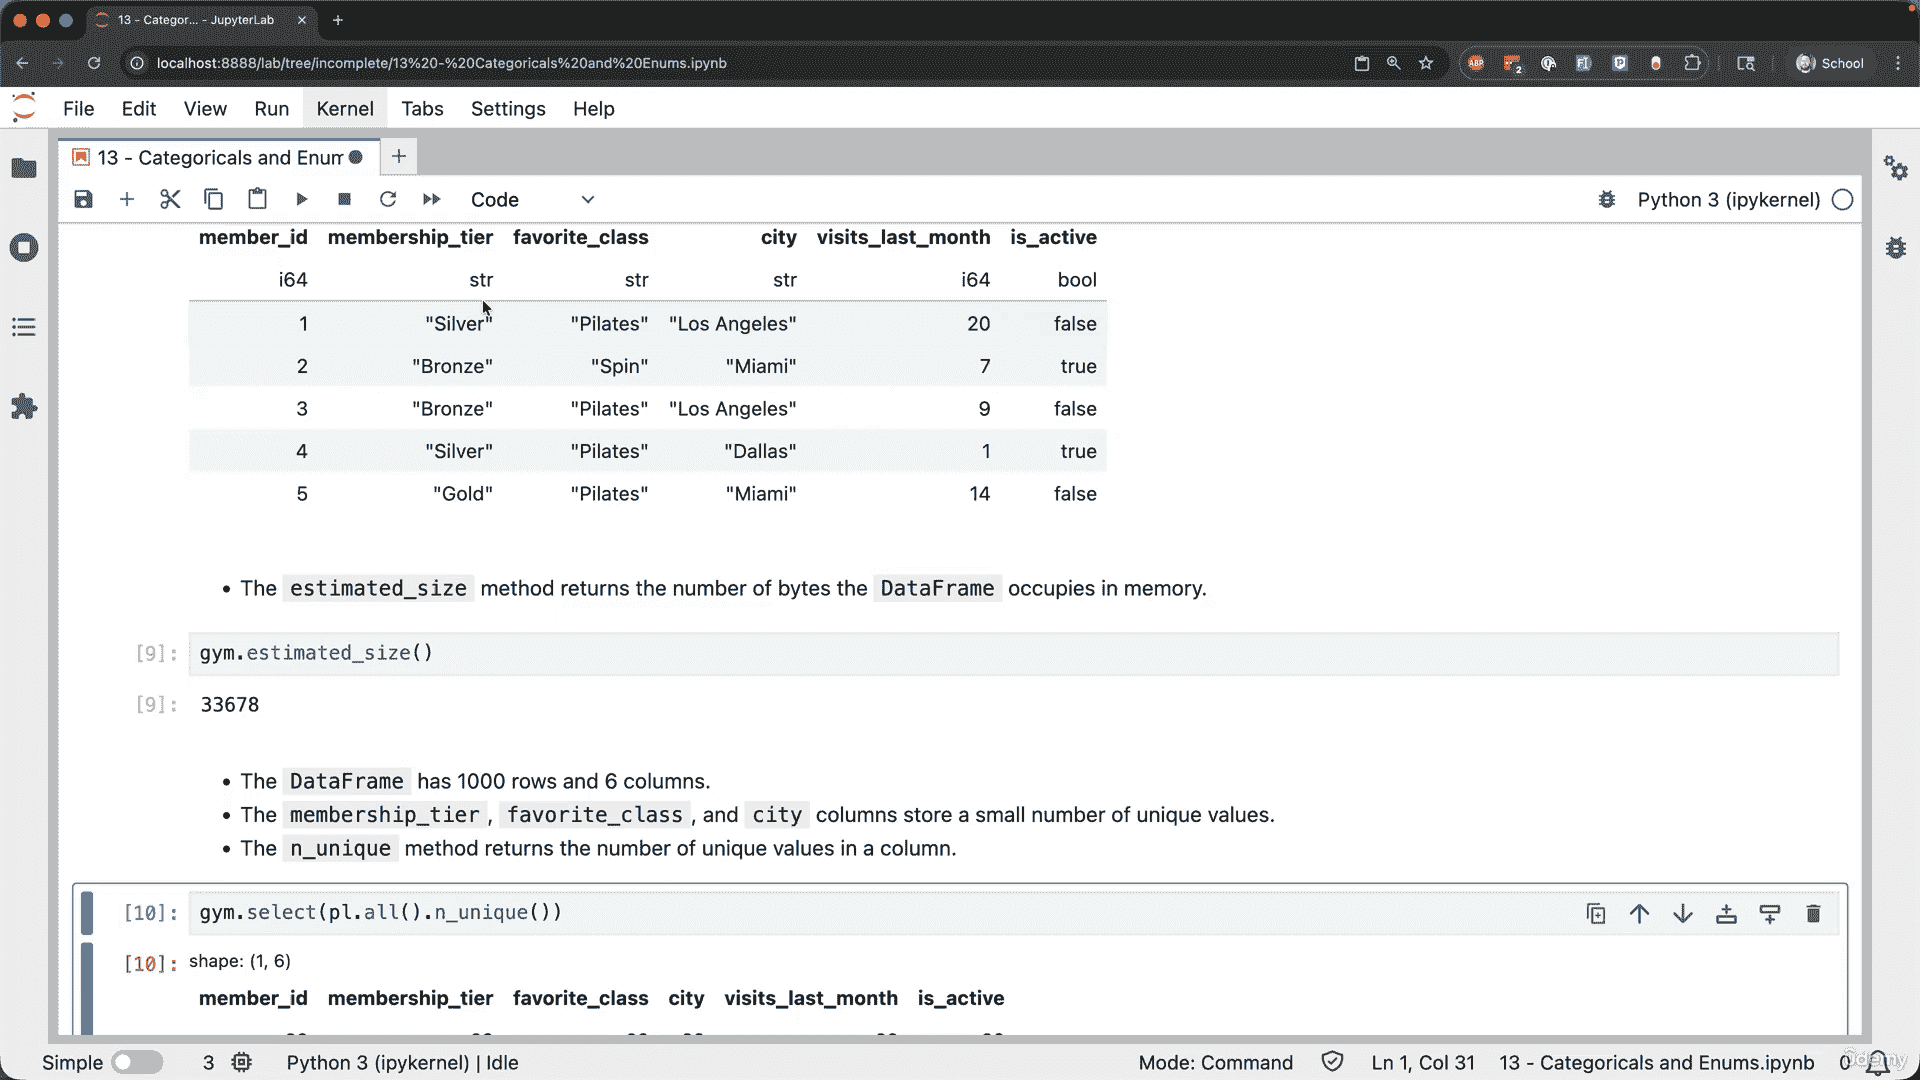 13 - Categor... - JupyterLab
localhost:8888/lab/tree/incomplete/13%20-%20Categoricals%20and%20Enums.ipynb
ABP
2
School
File Edit View Run Kernel Tabs Settings Help
13 - Categoricals and Enum
Code
Python 3 (ipykernel)
member_id membership_tier favorite_class city visits_last_month is_active
i64 str str str i64 bool
1 "Silver" "Pilates" "Los Angeles" 20 false
2 "Bronze" "Spin" "Miami" 7 true
3 "Bronze" "Pilates" "Los Angeles" 9 false
4 "Silver" "Pilates" "Dallas" 1 true
5 "Gold" "Pilates" "Miami" 14 false
• The estimated_size method returns the number of bytes the DataFrame occupies in memory.
[9]: gym.estimated_size()
[9]: 33678
• The DataFrame has 1000 rows and 6 columns.
• The membership_tier, favorite_class, and city columns store a small number of unique values.
• The n_unique method returns the number of unique values in a column.
[10]: gym.select(pl.all().n_unique())
[10]: shape: (1, 6)
member_id membership_tier favorite_class city visits_last_month is_active
Simple 3 Python 3 (ipykernel) | Idle Mode: Command Ln 1, Col 31 13 - Categoricals and Enums.ipynb 0